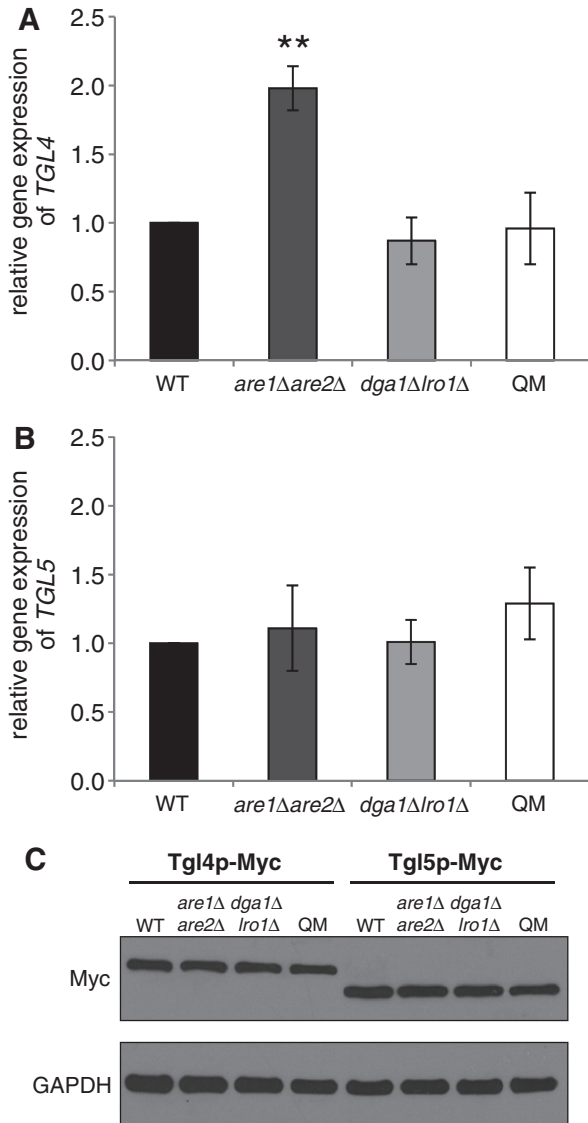 A
relative gene expression
of TGL4
2.5
2.0
1.5
1.0
0.5
0.0
**
WT are1Δare2Δ dga1Δlro1Δ QM
B
relative gene expression
of TGL5
2.5
2.0
1.5
1.0
0.5
0.0
WT are1Δare2Δ dga1Δlro1Δ QM
C
Tgl4p-Myc Tgl5p-Myc
are1Δ dga1Δ are1Δ dga1Δ
WT are2Δ lro1Δ QM WT are2Δ lro1Δ QM
Myc
GAPDH